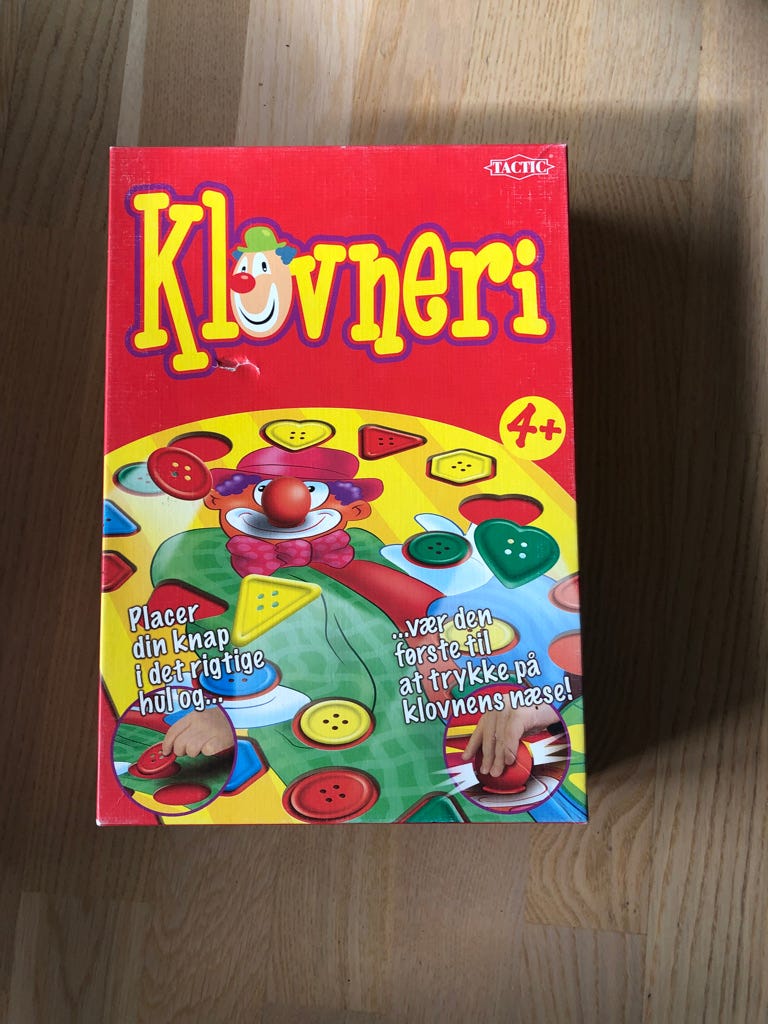 TACTIC
Klovneri
4+
Placer
din knap
i det rigtige
hul og...
...vær den
første til
at trykke på
klovnens næse!